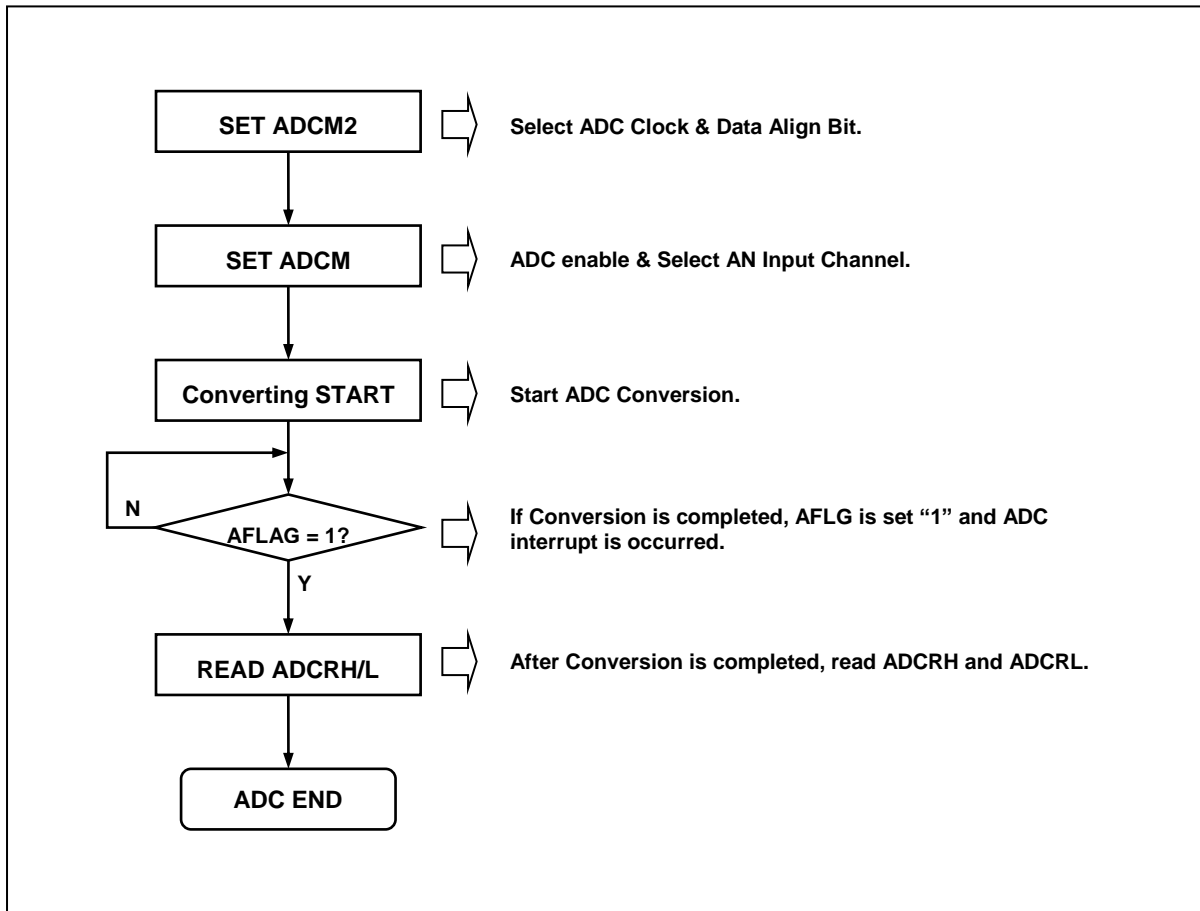 SET ADCM2
Select ADC Clock & Data Align Bit.
SET ADCM
ADC enable & Select AN Input Channel.
Converting START
Start ADC Conversion.
N
AFLAG = 1?
If Conversion is completed, AFLG is set “1” and ADC
interrupt is occurred.
Y
READ ADCRH/L
After Conversion is completed, read ADCRH and ADCRL.
ADC END